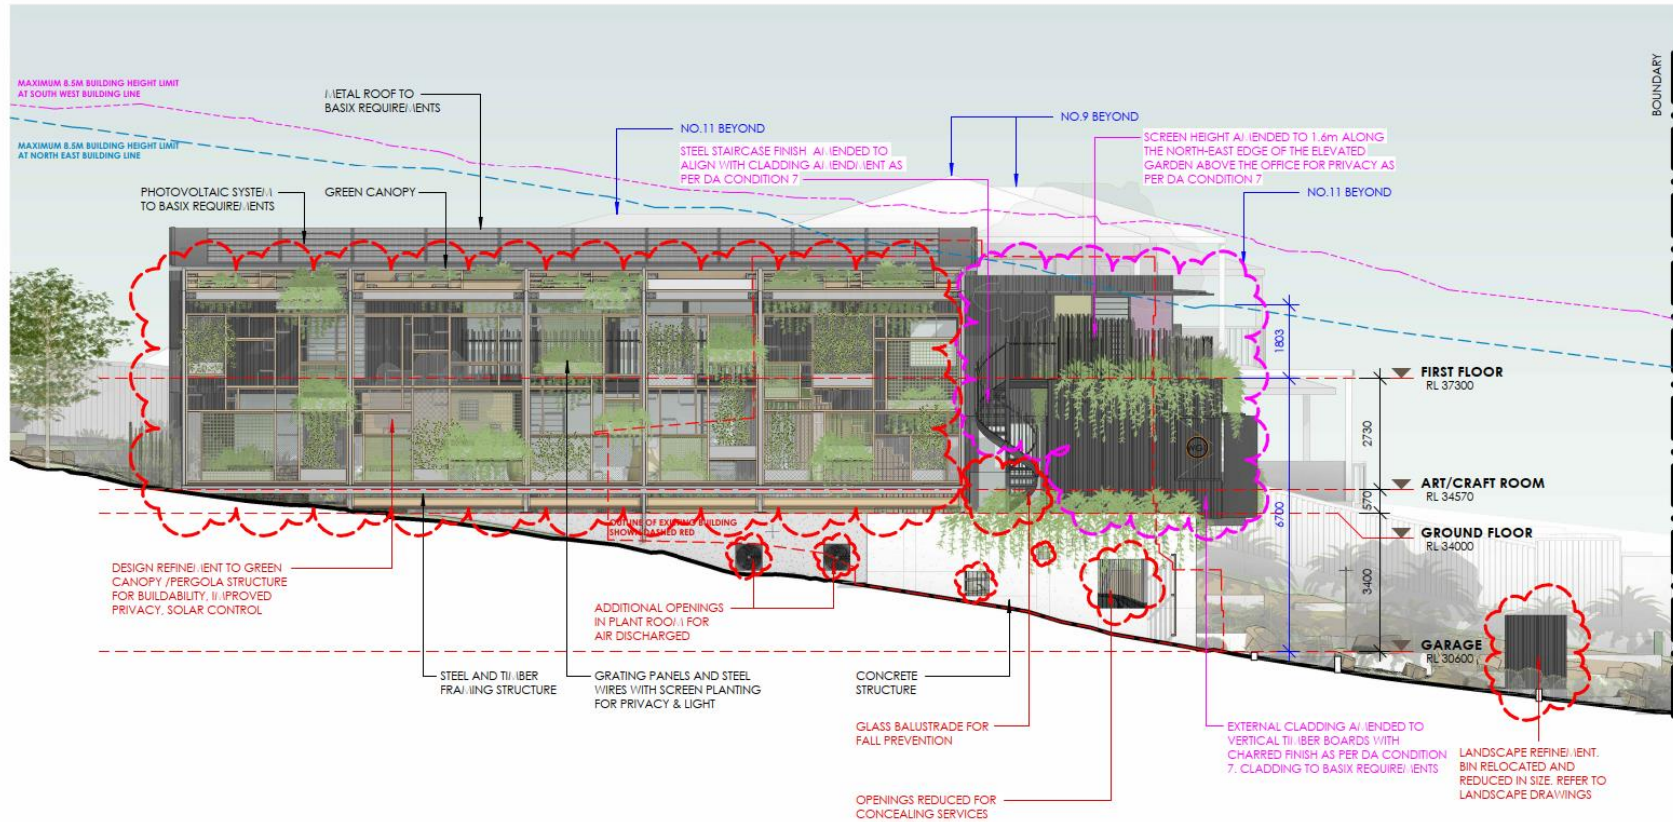 BOUNDARY
MAXIMUM 8.5M BUILDING HEIGHT LIMIT
AT SOUTH WEST BUILDING LINE
METAL ROOF TO
BASIX REQUIREMENTS
NO.11 BEYOND
NO.9 BEYOND
STEEL STAIRCASE FINISH AMENDED TO
ALIGN WITH CLADDING AMENDMENT AS
PER DA CONDITION 7
SCREEN HEIGHT AMENDED TO 1.6m ALONG
THE NORTH-EAST EDGE OF THE ELEVATED
GARDEN ABOVE THE OFFICE FOR PRIVACY AS
PER DA CONDITION 7
MAXIMUM 8.5M BUILDING HEIGHT LIMIT
AT NORTH EAST BUILDING LINE
PHOTOVOLTAIC SYSTEM
TO BASIX REQUIREMENTS
GREEN CANOPY
NO.11 BEYOND
1803
FIRST FLOOR
RL 37300
2730
ART/CRAFT ROOM
RL 34570
570
6700
GROUND FLOOR
RL 34000
3400
GARAGE
RL 30600
OUTLINE OF EXISTING BUILDING
SHOWN DASHED RED
DESIGN REFINEMENT TO GREEN
CANOPY /PERGOLA STRUCTURE
FOR BUILDABILITY, IMPROVED
PRIVACY, SOLAR CONTROL
ADDITIONAL OPENINGS
IN PLANT ROOM FOR
AIR DISCHARGED
STEEL AND TIMBER
FRAMING STRUCTURE
GRATING PANELS AND STEEL
WIRES WITH SCREEN PLANTING
FOR PRIVACY & LIGHT
CONCRETE
STRUCTURE
GLASS BALUSTRADE FOR
FALL PREVENTION
OPENINGS REDUCED FOR
CONCEALING SERVICES
EXTERNAL CLADDING AMENDED TO
VERTICAL TIMBER BOARDS WITH
CHARRED FINISH AS PER DA CONDITION
7. CLADDING TO BASIX REQUIREMENTS
LANDSCAPE REFINEMENT.
BIN RELOCATED AND
REDUCED IN SIZE. REFER TO
LANDSCAPE DRAWINGS